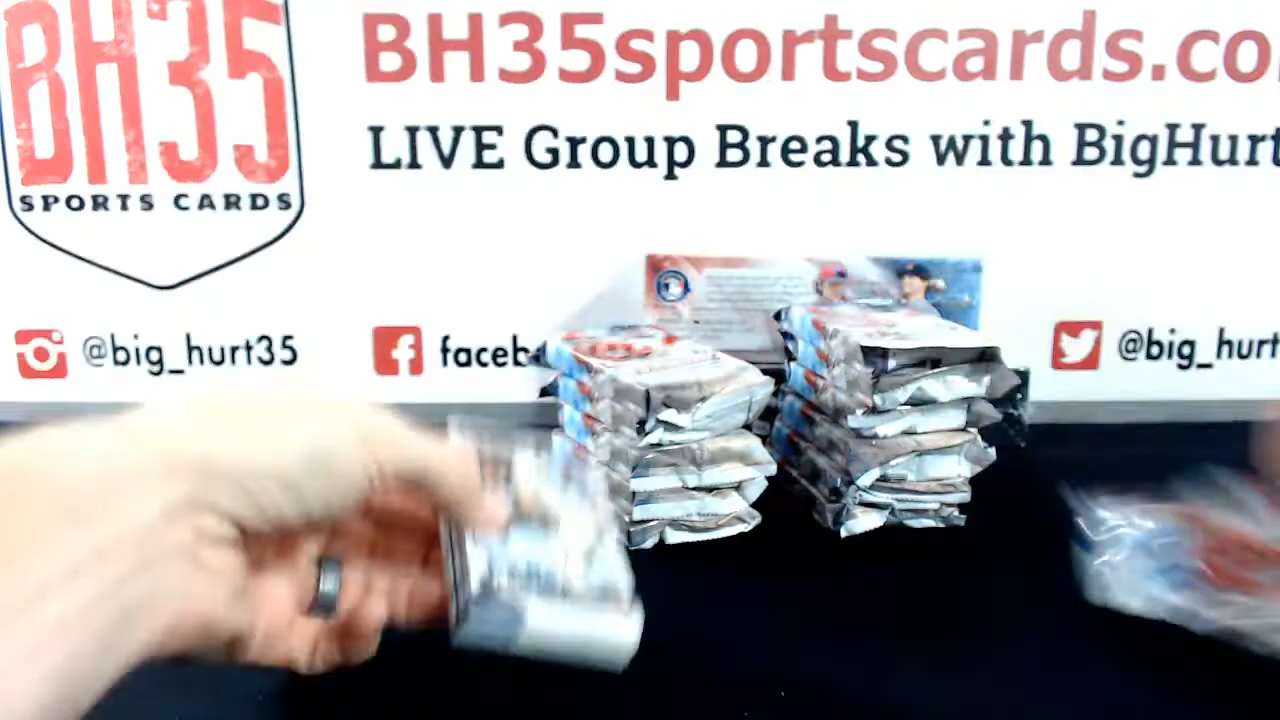 BH35
SPORTS CARDS
BH35sportscards.co
LIVE Group Breaks with BigHurt
@big_hurt35
faceb
@big_hurt